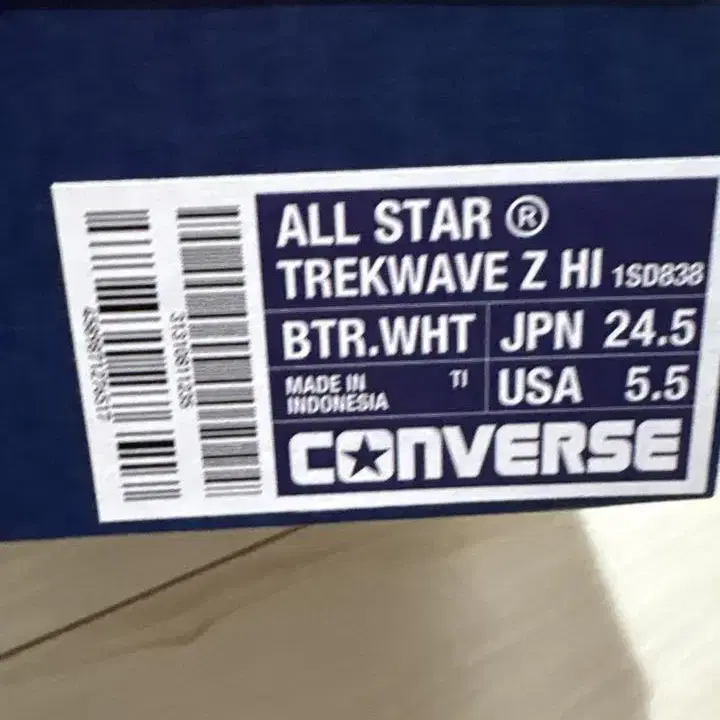 ALL STAR ®
TREKWAVE Z HI 1SD838
BTR.WHT JPN 24.5
MADE IN INDONESIA TI USA 5.5
CONVERSE